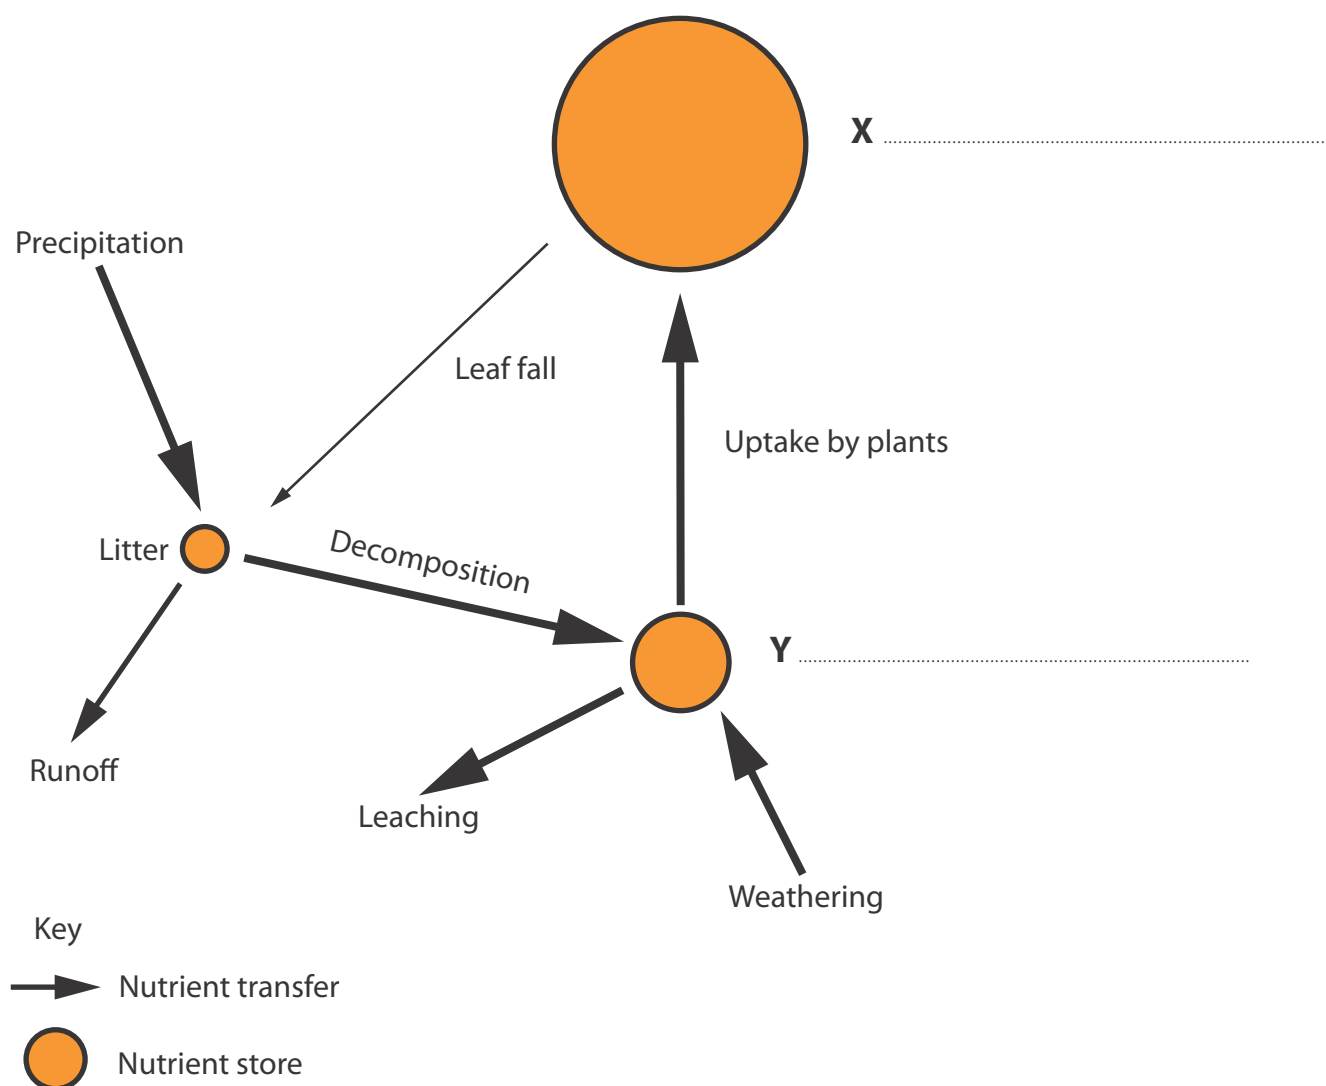 X ........................................................................
Precipitation
Leaf fall
Uptake by plants
Litter
Decomposition
Y ........................................................................
Runoff
Leaching
Weathering
Key
Nutrient transfer
Nutrient store